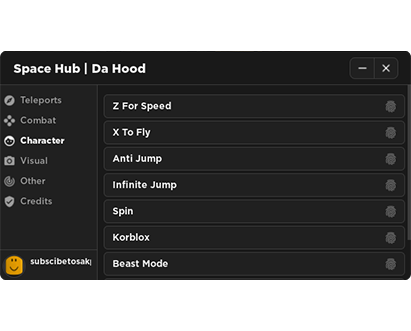 Space Hub | Da Hood
Teleports
Combat
Character
Visual
Other
Credits
Z For Speed
X To Fly
Anti Jump
Infinite Jump
Spin
Korblox
Beast Mode